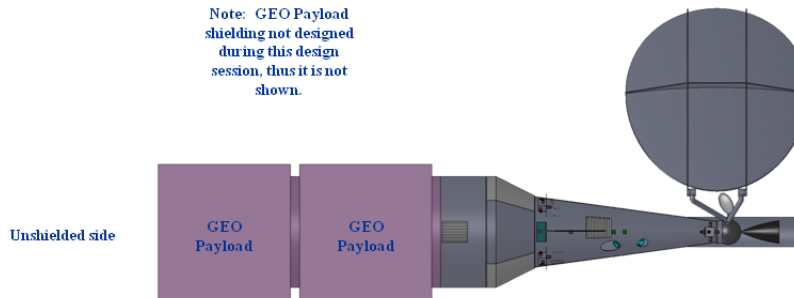 Note: GEO Payload
shielding not designed
during this design
session, thus it is not
shown.
Unshielded side
GEO
Payload
GEO
Payload